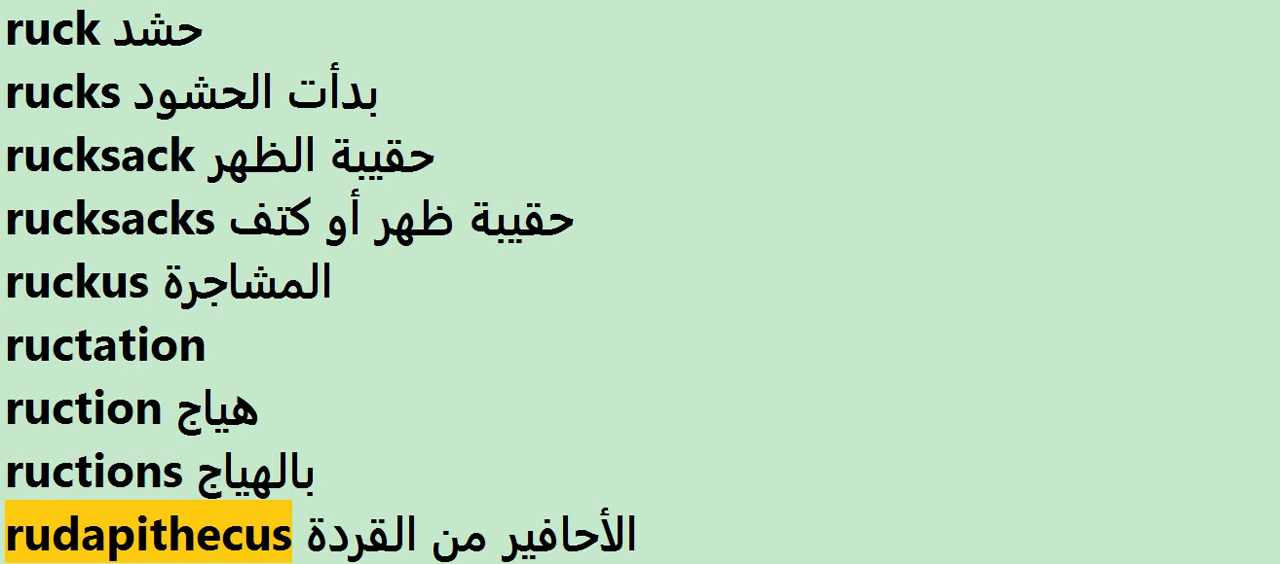 ruck حشد
rucks بدأت الحشود
rucksack حقيبة الظهر
rucksacks حقيبة ظهر أو كتف
ruckus المشاجرة
ructation
ruction هياج
ructions بالهياج
rudapithecus الأحافير من القردة